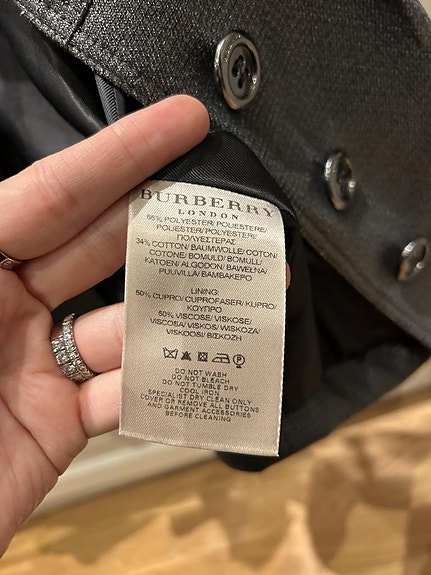 BURBERRY
LONDON
66% POLYESTER/ POLIESTERE/
POLIESTER/ POLYESTER/
ΠΟΛΥΕΣΤΕΡΑΣ
34% COTTON/ BAUMWOLLE/ COTON/
COTONE/ BOMULD/ BOMULL/
KATOEN/ ALGODON/ BAWEŁNA/
PUUVILLA/ ΒΑΜΒΑΚΕΡΟ
LINING:
50% CUPRO/ CUPROFASER/ KUPRO/
ΚΟΥΠΡΟ
50% VISCOSE/ VISKOSE/
VISCOSA/ VISKOS/ WISKOZA/
VISKOOSI/ ΒΙΣΚΟΖΗ
P
DO NOT WASH
DO NOT BLEACH
DO NOT TUMBLE DRY
COOL IRON
SPECIALIST DRY CLEAN ONLY
COVER OR REMOVE ALL BUTTONS
AND GARMENT ACCESSORIES
BEFORE CLEANING